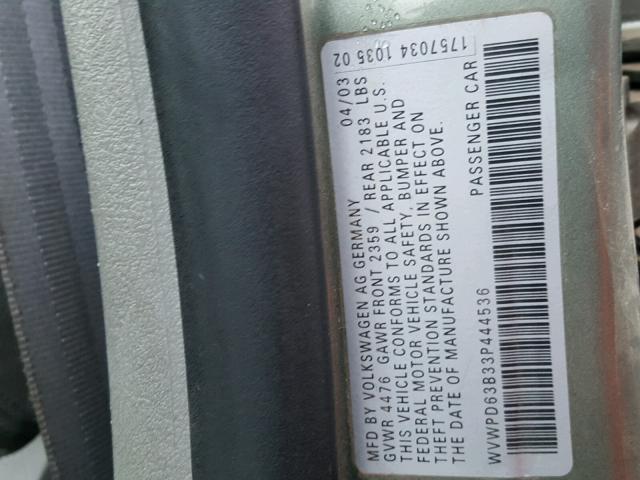 1757034 1035 02
MFD BY VOLKSWAGEN AG GERMANY 04/03
GVWR 4476 GAWR FRONT 2359 / REAR 2183 LBS
THIS VEHICLE CONFORMS TO ALL APPLICABLE U.S.
FEDERAL MOTOR VEHICLE SAFETY, BUMPER AND
THEFT PREVENTION STANDARDS IN EFFECT ON
THE DATE OF MANUFACTURE SHOWN ABOVE.
PASSENGER CAR
WVWPD63B33P444536